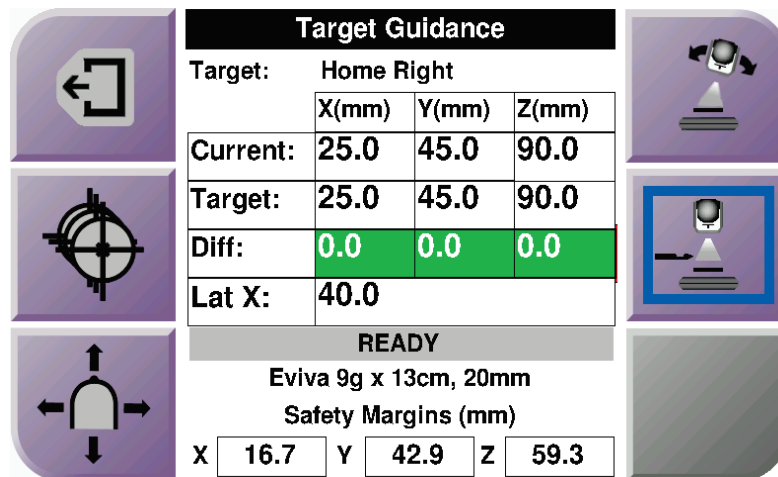 Target Guidance
Target: Home Right
X(mm) Y(mm) Z(mm)
Current: 25.0 45.0 90.0
Target: 25.0 45.0 90.0
Diff: 0.0 0.0 0.0
Lat X: 40.0
READY
Eviva 9g x 13cm, 20mm
Safety Margins (mm)
X 16.7 Y 42.9 Z 59.3